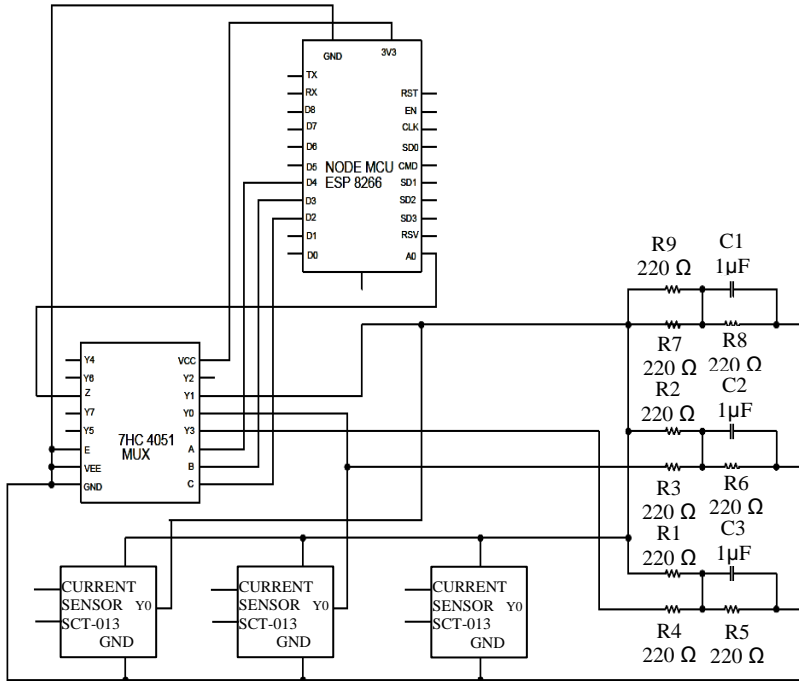 GND 3V3
TX
RX RST
D8 EN
D7 CLK
D6 SD0
D5 NODE MCU CMD
D4 ESP 8266 SD1
D3 SD2
D2 SD3
D1 RSV
D0 A0
R9 C1
220 Ω 1µF
R7 R8
220 Ω 220 Ω
R2 C2
220 Ω 1µF
R3 R6
220 Ω 220 Ω
R1 C3
220 Ω 1µF
R4 R5
220 Ω 220 Ω
Y4 VCC
Y6 Y2
Z Y1
Y7 Y0
Y5 Y3
7HC 4051
MUX
E A
VEE B
GND C
CURRENT
SENSOR Y0
SCT-013
GND
CURRENT
SENSOR Y0
SCT-013
GND
CURRENT
SENSOR Y0
SCT-013
GND